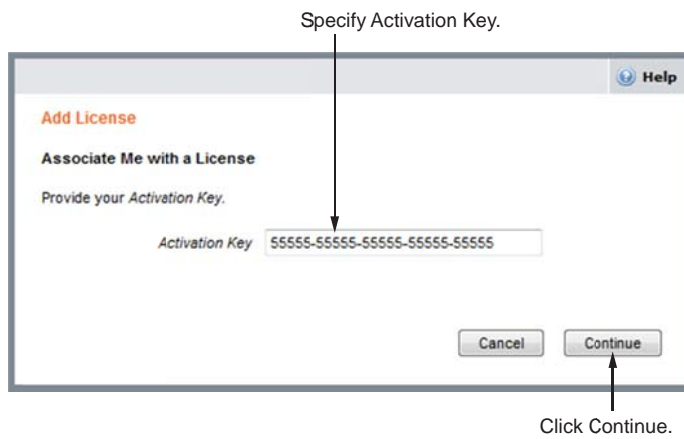 Specify Activation Key.
Help
Add License
Associate Me with a License
Provide your Activation Key.
Activation Key 55555-55555-55555-55555-55555
Cancel Continue
Click Continue.